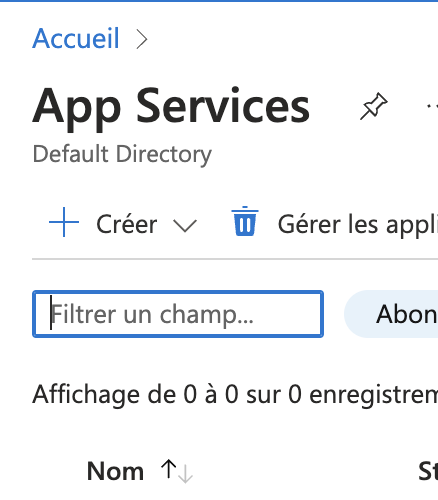 Accueil
App Services
Default Directory
Créer
Gérer les appli
Filtrer un champ...
Abon
Affichage de 0 à 0 sur 0 enregistrem
Nom
St